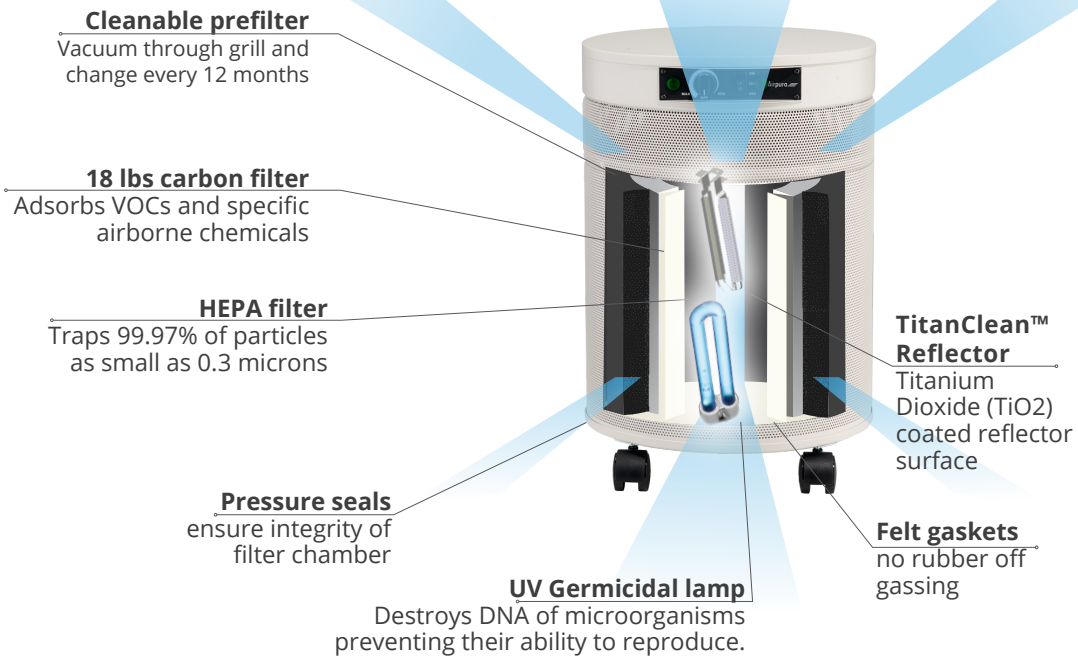 Cleanable prefilter
Vacuum through grill and
change every 12 months
18 lbs carbon filter
Adsorbs VOCs and specific
airborne chemicals
HEPA filter
Traps 99.97% of particles
as small as 0.3 microns
TitanClean™
Reflector
Titanium
Dioxide (TiO2)
coated reflector
surface
Pressure seals
ensure integrity of
filter chamber
Felt gaskets
no rubber off
gassing
UV Germicidal lamp
Destroys DNA of microorganisms
preventing their ability to reproduce.